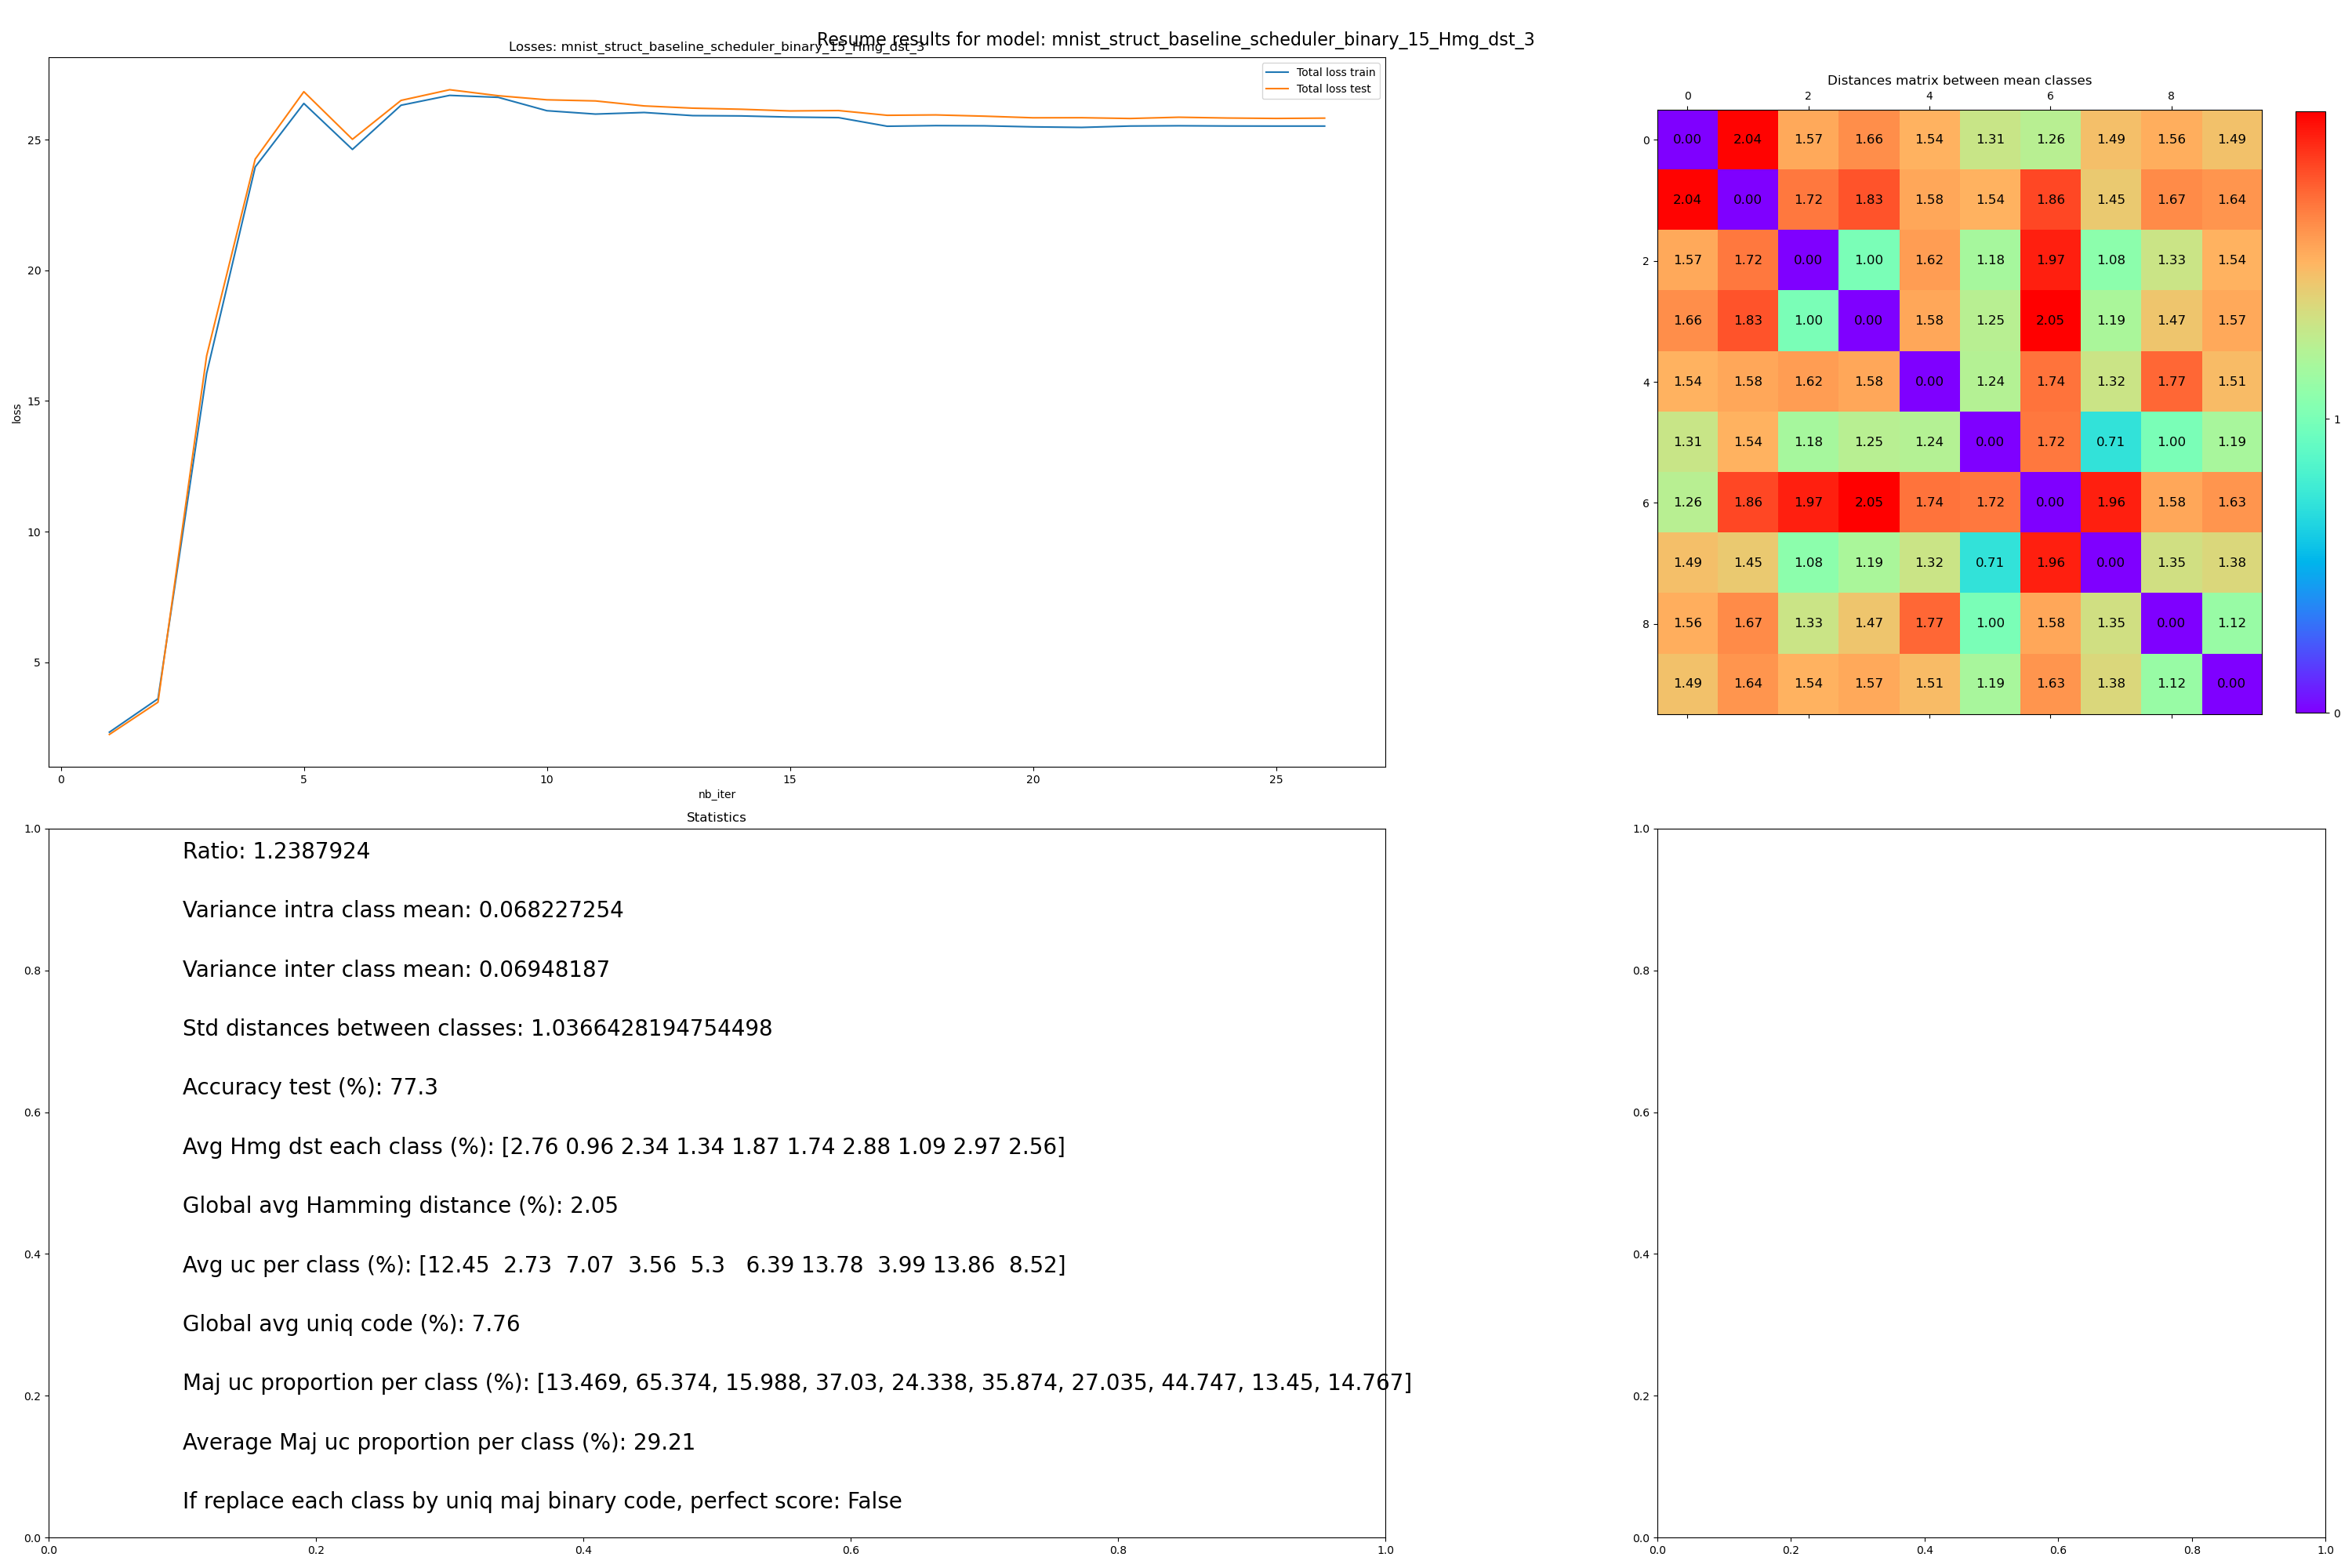 Resume results for model: mnist_struct_baseline_scheduler_binary_15_Hmg_dst_3
Losses: mnist_struct_baseline_scheduler_binary_15_Hmg_dst_3
Total loss train
Total loss test
25
20
15
10
5
loss
0 5 10 15 20 25
nb_iter
Distances matrix between mean classes
0 2 4 6 8
0 0.00 2.04 1.57 1.66 1.54 1.31 1.26 1.49 1.56 1.49
2.04 0.00 1.72 1.83 1.58 1.54 1.86 1.45 1.67 1.64
2 1.57 1.72 0.00 1.00 1.62 1.18 1.97 1.08 1.33 1.54
1.66 1.83 1.00 0.00 1.58 1.25 2.05 1.19 1.47 1.57
4 1.54 1.58 1.62 1.58 0.00 1.24 1.74 1.32 1.77 1.51
1.31 1.54 1.18 1.25 1.24 0.00 1.72 0.71 1.00 1.19
6 1.26 1.86 1.97 2.05 1.74 1.72 0.00 1.96 1.58 1.63
1.49 1.45 1.08 1.19 1.32 0.71 1.96 0.00 1.35 1.38
8 1.56 1.67 1.33 1.47 1.77 1.00 1.58 1.35 0.00 1.12
1.49 1.64 1.54 1.57 1.51 1.19 1.63 1.38 1.12 0.00
1
0
Statistics
1.0
0.8
0.6
0.4
0.2
0.0
Ratio: 1.2387924
Variance intra class mean: 0.068227254
Variance inter class mean: 0.06948187
Std distances between classes: 1.0366428194754498
Accuracy test (%): 77.3
Avg Hmg dst each class (%): [2.76 0.96 2.34 1.34 1.87 1.74 2.88 1.09 2.97 2.56]
Global avg Hamming distance (%): 2.05
Avg uc per class (%): [12.45  2.73  7.07  3.56  5.3   6.39 13.78  3.99 13.86  8.52]
Global avg uniq code (%): 7.76
Maj uc proportion per class (%): [13.469, 65.374, 15.988, 37.03, 24.338, 35.874, 27.035, 44.747, 13.45, 14.767]
Average Maj uc proportion per class (%): 29.21
If replace each class by uniq maj binary code, perfect score: False
0.0 0.2 0.4 0.6 0.8 1.0
1.0
0.8
0.6
0.4
0.2
0.0
0.0 0.2 0.4 0.6 0.8 1.0